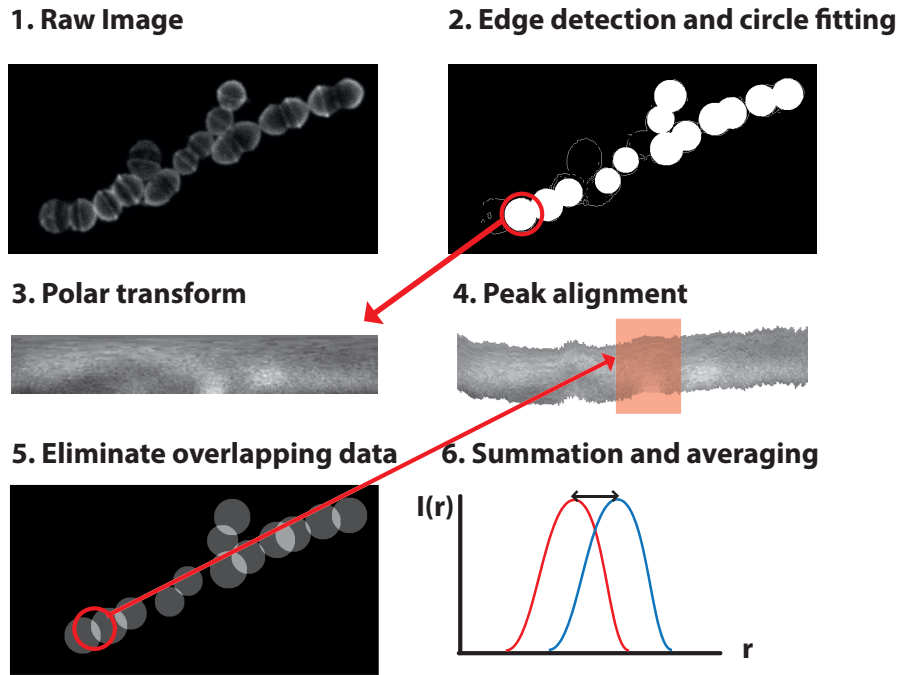 1. Raw Image
2. Edge detection and circle fitting
3. Polar transform
4. Peak alignment
5. Eliminate overlapping data
6. Summation and averaging
I(r)
r